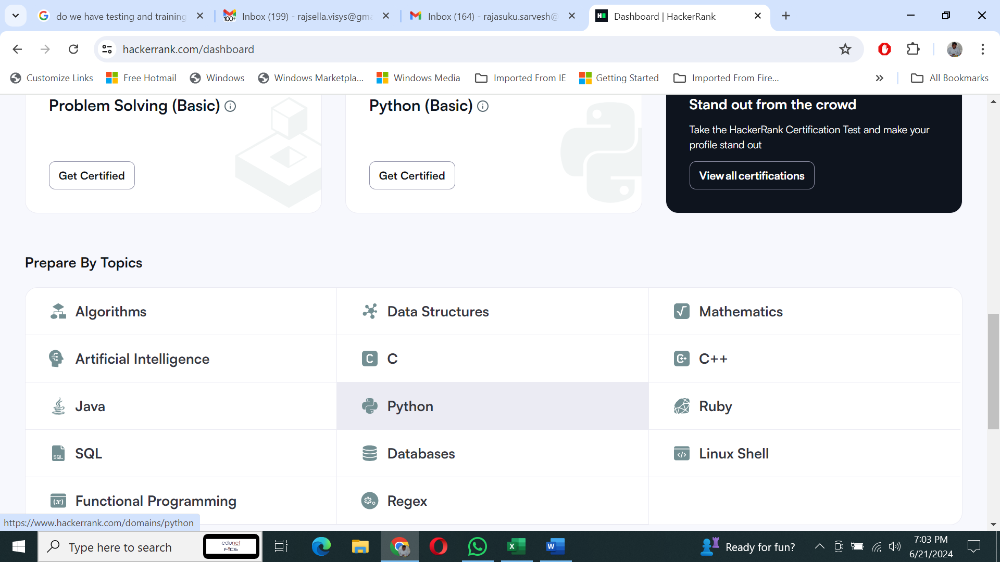 do we have testing and training
Inbox (199) - rajsella.visys@gma
Inbox (164) - rajasuku.sarvesh@
Dashboard | HackerRank
hackerrank.com/dashboard
Customize Links
Free Hotmail
Windows
Windows Marketpla...
Windows Media
Imported From IE
Getting Started
Imported From Fire...
All Bookmarks
Problem Solving (Basic)
Get Certified
Python (Basic)
Get Certified
Stand out from the crowd
Take the HackerRank Certification Test and make your
profile stand out
View all certifications
Prepare By Topics
Algorithms
Data Structures
Mathematics
Artificial Intelligence
C
C++
Java
Python
Ruby
SQL
Databases
Linux Shell
Functional Programming
Regex
https://www.hackerrank.com/domains/python
Type here to search
edunet
FACE
Ready for fun?
7:03 PM
6/21/2024